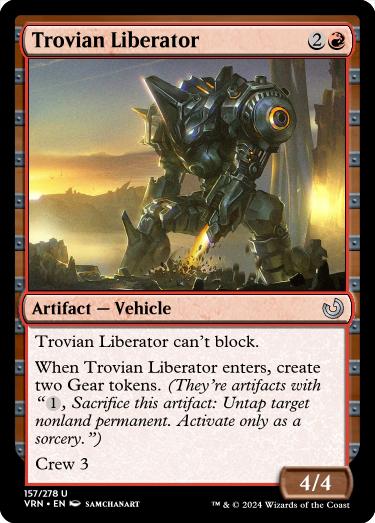 Trovian Liberator 2
Artifact — Vehicle
Trovian Liberator can't block.
When Trovian Liberator enters, create
two Gear tokens. (They're artifacts with
“1, Sacrifice this artifact: Untap target
nonland permanent. Activate only as a
sorcery.”)
Crew 3
4/4
157/278 U
VRN • EN SAMCHANART
™ & © 2024 Wizards of the Coast